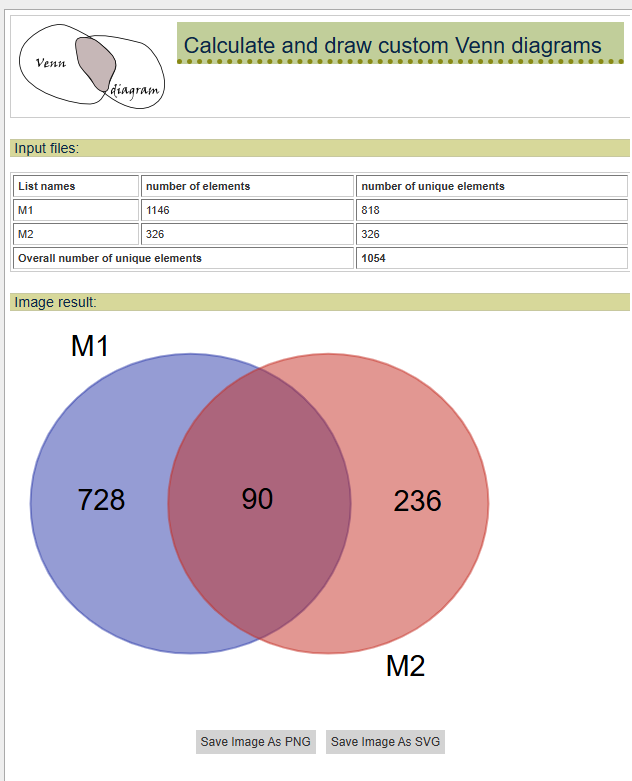 Venn
diagram
Calculate and draw custom Venn diagrams
Input files:
List names number of elements number of unique elements
M1 1146 818
M2 326 326
Overall number of unique elements 1054
Image result:
M1
728 90 236
M2
Save Image As PNG Save Image As SVG